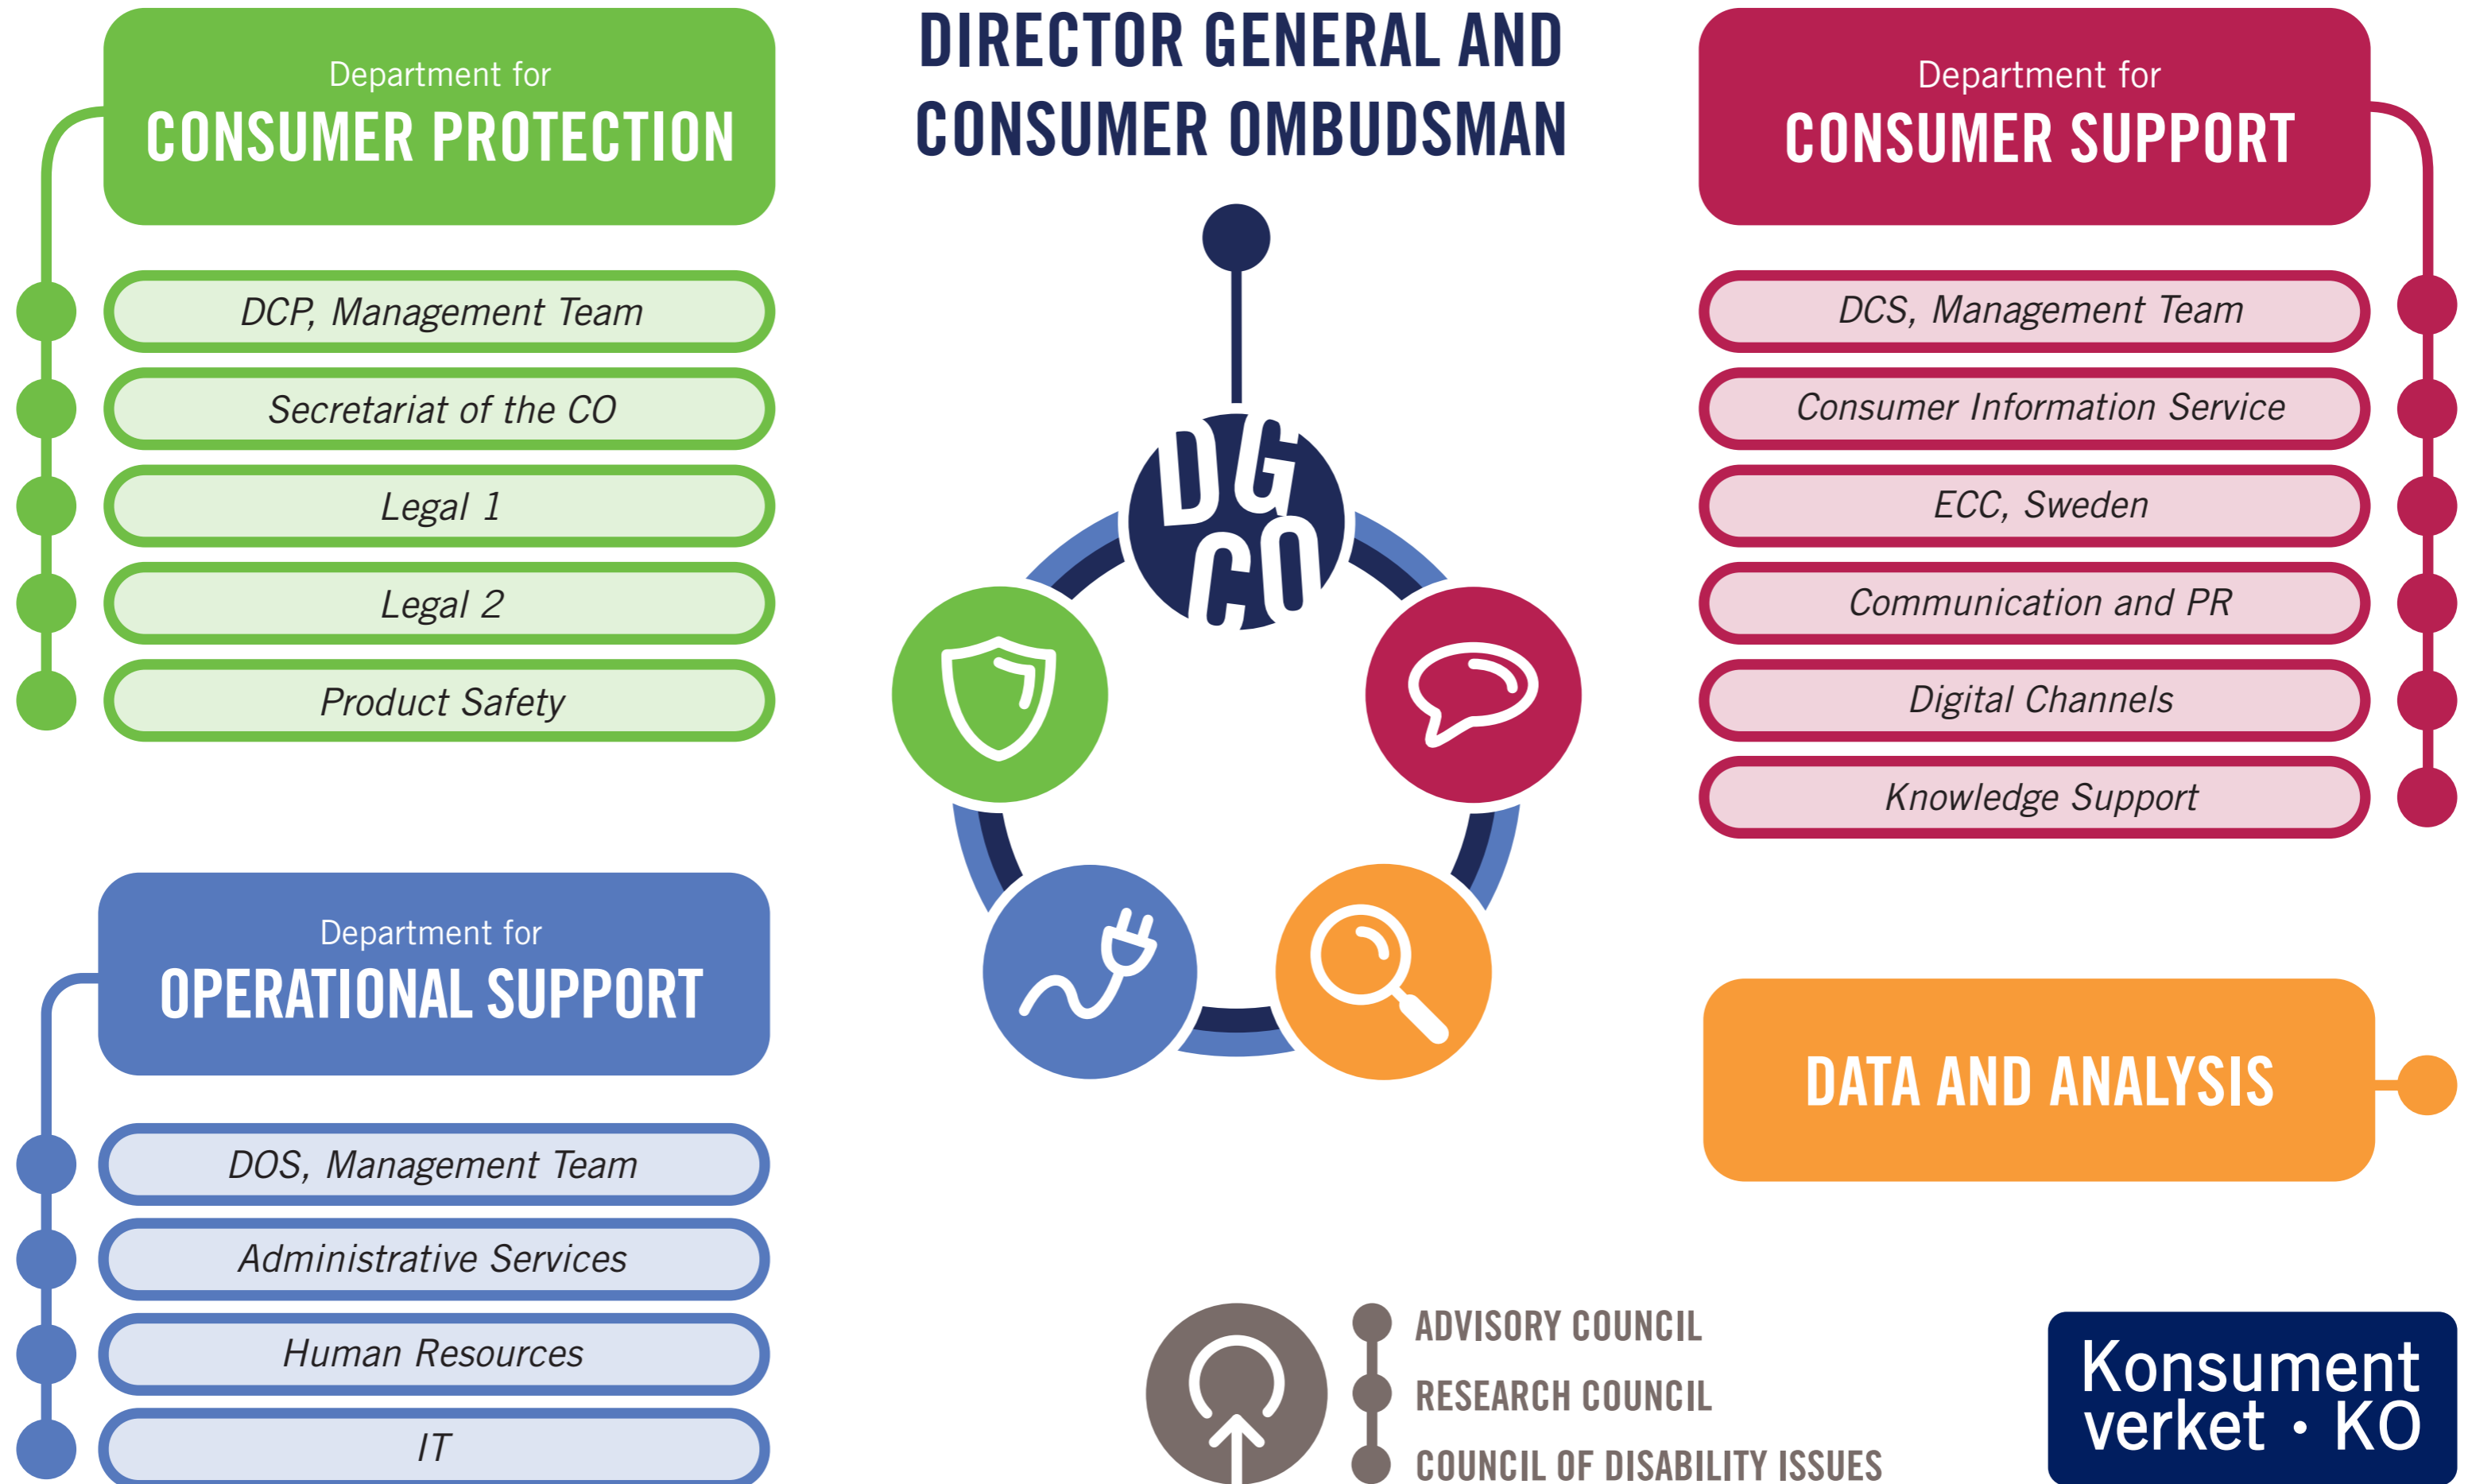 Department for
CONSUMER PROTECTION
DCP, Management Team
Secretariat of the CO
Legal 1
Legal 2
Product Safety
Department for
OPERATIONAL SUPPORT
DOS, Management Team
Administrative Services
Human Resources
IT
DIRECTOR GENERAL AND
CONSUMER OMBUDSMAN
DG
CO
Department for
CONSUMER SUPPORT
DCS, Management Team
Consumer Information Service
ECC, Sweden
Communication and PR
Digital Channels
Knowledge Support
DATA AND ANALYSIS
ADVISORY COUNCIL
RESEARCH COUNCIL
COUNCIL OF DISABILITY ISSUES
Konsument
verket • KO